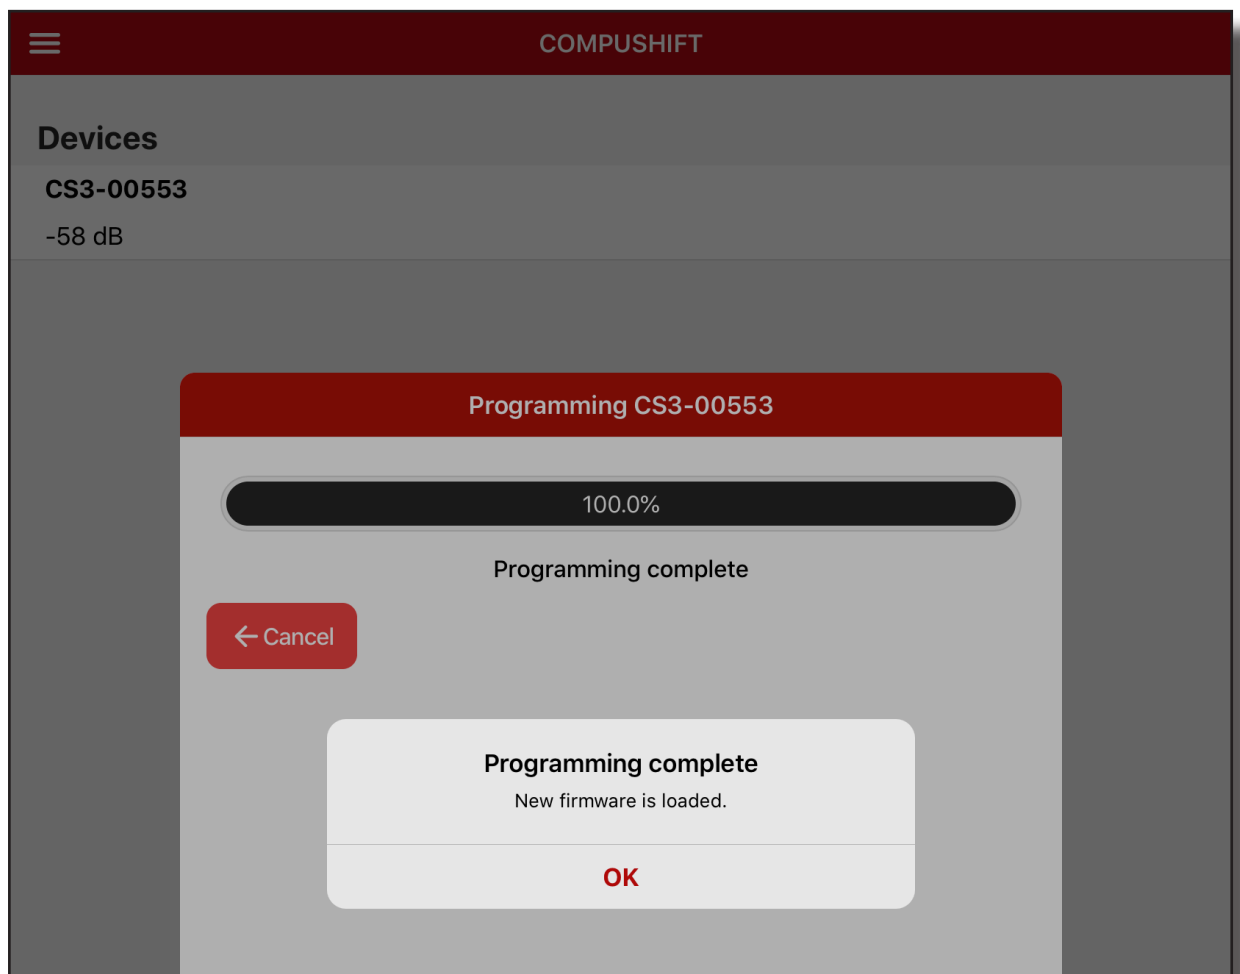 COMPUSHIFT
Devices
CS3-00553
-58 dB
Programming CS3-00553
100.0%
Programming complete
Cancel
Programming complete
New firmware is loaded.
OK